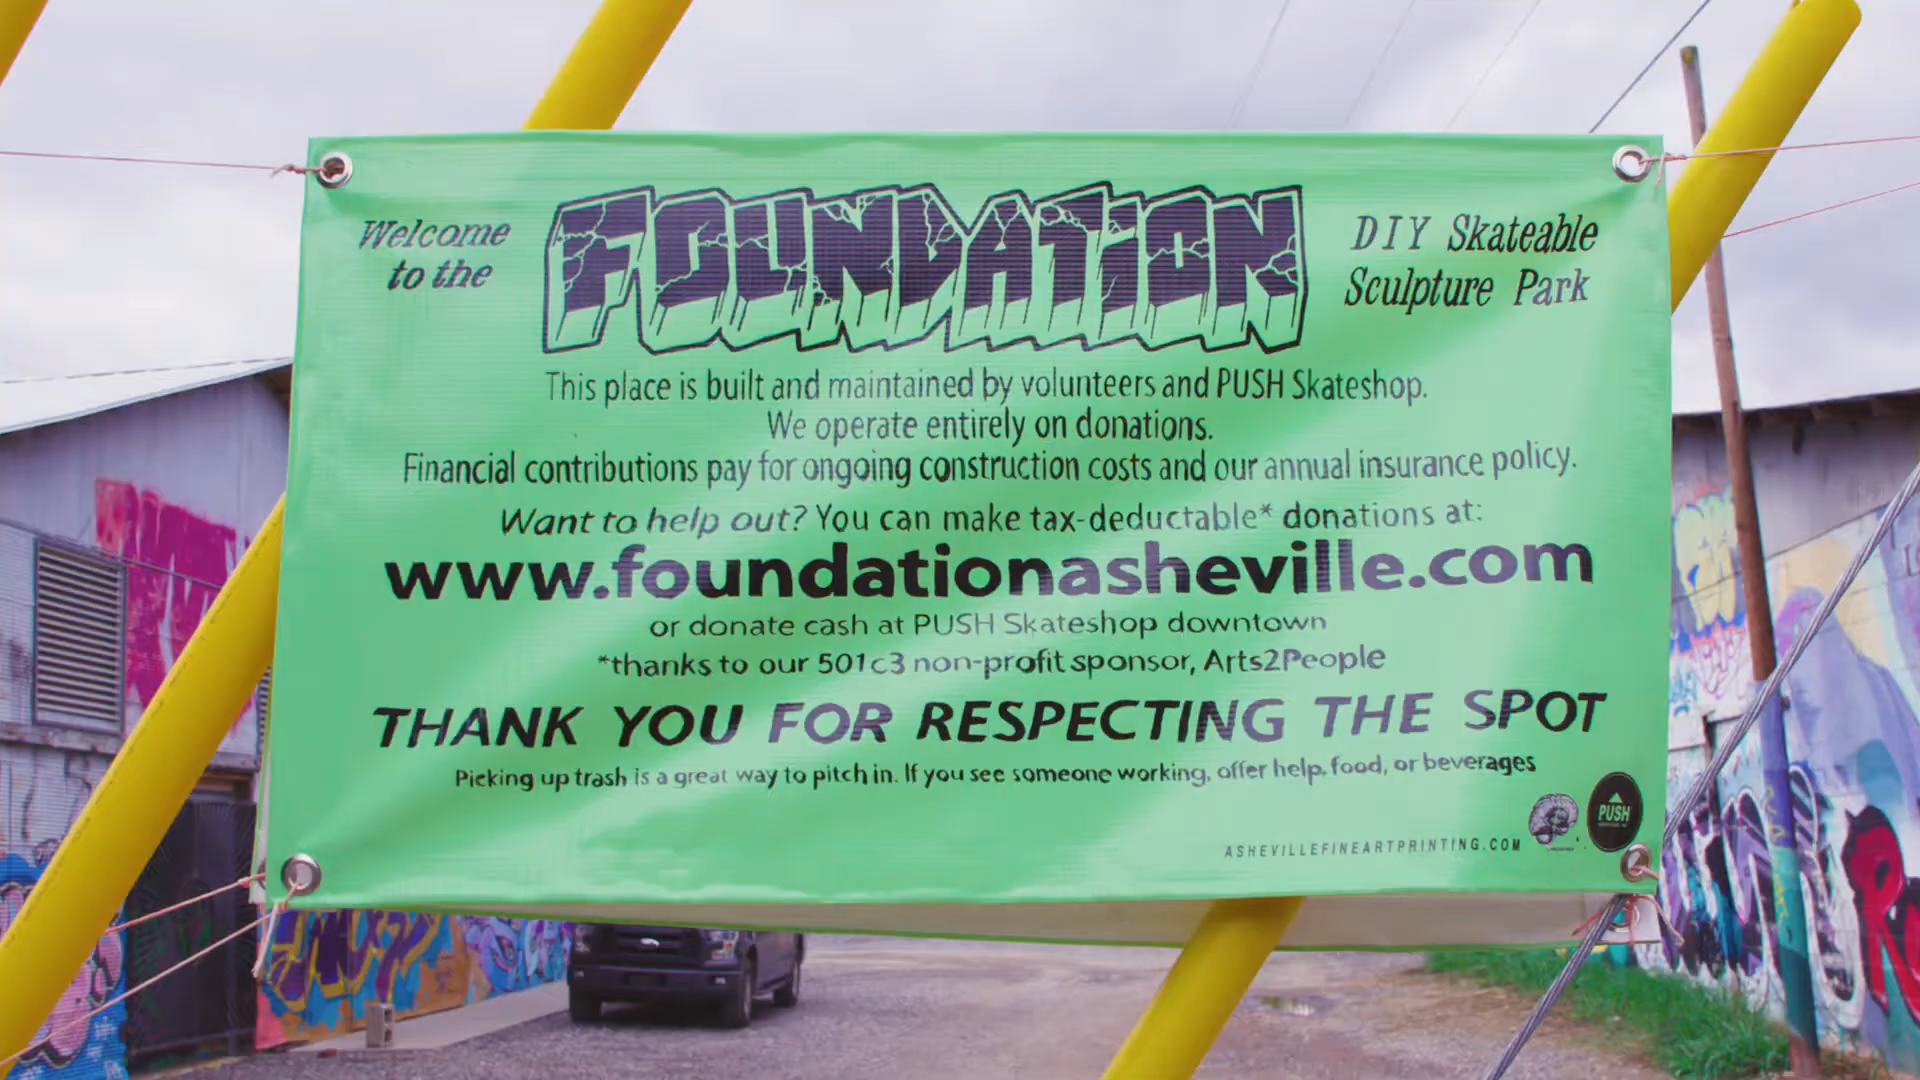 Welcome
to the
FOUNDATION
DIY Skateable
Sculpture Park
This place is built and maintained by volunteers and PUSH Skateshop.
We operate entirely on donations.
Financial contributions pay for ongoing construction costs and our annual insurance policy.
Want to help out? You can make tax-deductable* donations at:
www.foundationasheville.com
or donate cash at PUSH Skateshop downtown
*thanks to our 501c3 non-profit sponsor, Arts2People
THANK YOU FOR RESPECTING THE SPOT
Picking up trash is a great way to pitch in. If you see someone working, offer help, food, or beverages
PUSH
ASHEVILLEFINEARTPRINTING.COM